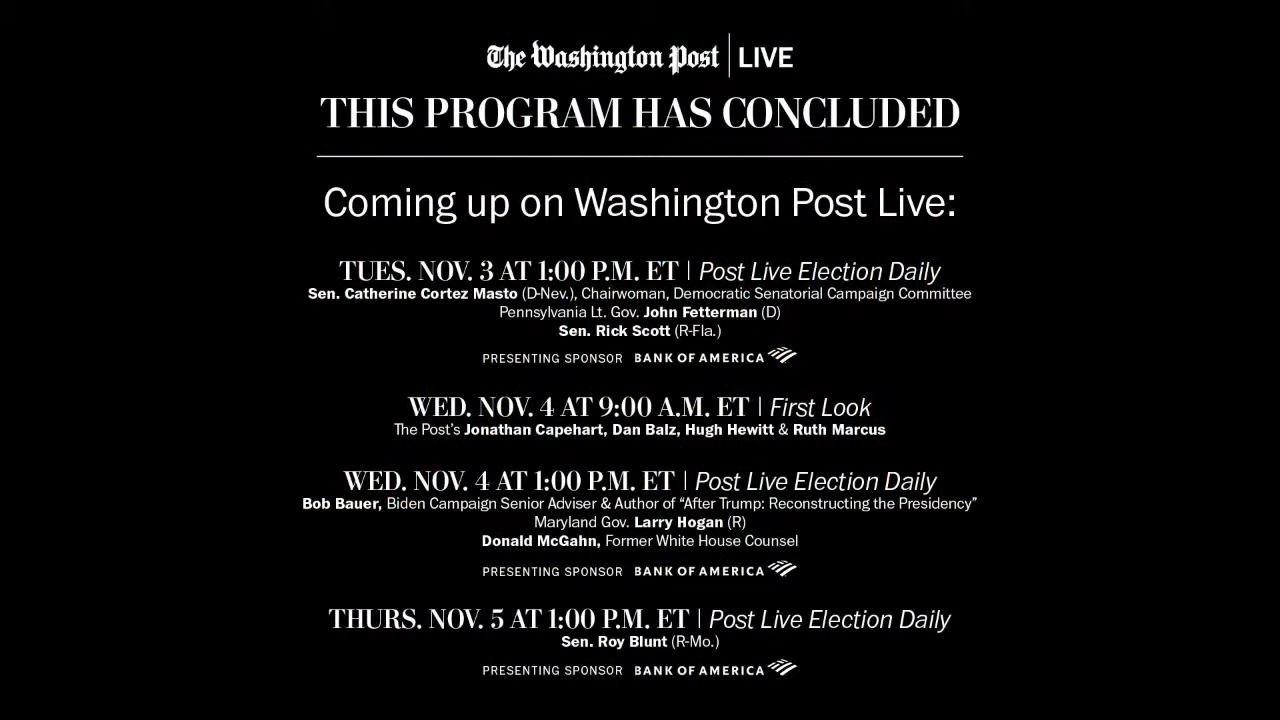 The Washington Post | LIVE
THIS PROGRAM HAS CONCLUDED
Coming up on Washington Post Live:
TUES. NOV. 3 AT 1:00 P.M. ET | Post Live Election Daily
Sen. Catherine Cortez Masto (D-Nev.), Chairwoman, Democratic Senatorial Campaign Committee
Pennsylvania Lt. Gov. John Fetterman (D)
Sen. Rick Scott (R-Fla.)
PRESENTING SPONSOR BANK OF AMERICA
WED. NOV. 4 AT 9:00 A.M. ET | First Look
The Post's Jonathan Capehart, Dan Balz, Hugh Hewitt & Ruth Marcus
WED. NOV. 4 AT 1:00 P.M. ET | Post Live Election Daily
Bob Bauer, Biden Campaign Senior Adviser & Author of “After Trump: Reconstructing the Presidency”
Maryland Gov. Larry Hogan (R)
Donald McGahn, Former White House Counsel
PRESENTING SPONSOR BANK OF AMERICA
THURS. NOV. 5 AT 1:00 P.M. ET | Post Live Election Daily
Sen. Roy Blunt (R-Mo.)
PRESENTING SPONSOR BANK OF AMERICA